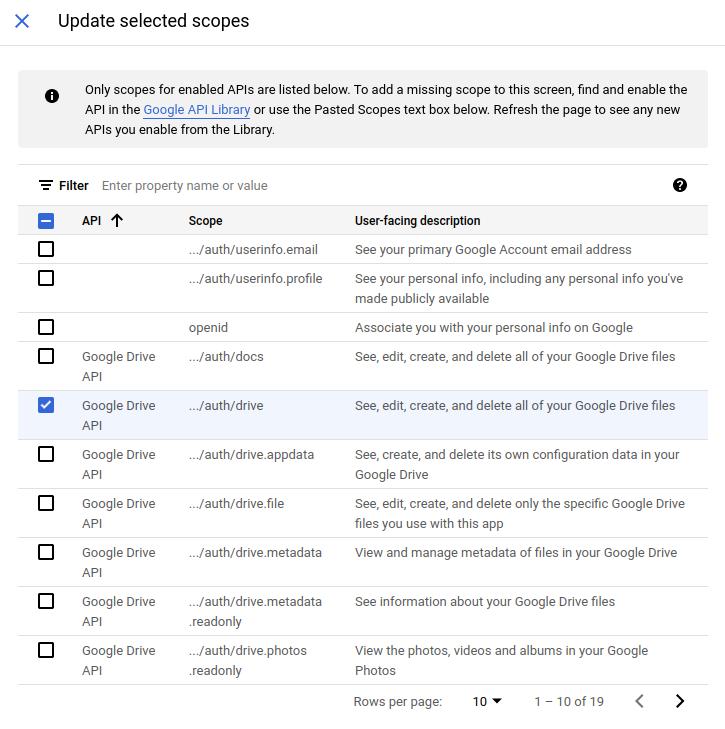 Update selected scopes
Only scopes for enabled APIs are listed below. To add a missing scope to this screen, find and enable the
API in the Google API Library or use the Pasted Scopes text box below. Refresh the page to see any new
APIs you enable from the Library.
Filter Enter property name or value
API Scope User-facing description
.../auth/userinfo.email See your primary Google Account email address
.../auth/userinfo.profile See your personal info, including any personal info you've
made publicly available
openid Associate you with your personal info on Google
Google Drive .../auth/docs See, edit, create, and delete all of your Google Drive files
API
Google Drive .../auth/drive See, edit, create, and delete all of your Google Drive files
API
Google Drive .../auth/drive.appdata See, create, and delete its own configuration data in your
API Google Drive
Google Drive .../auth/drive.file See, edit, create, and delete only the specific Google Drive
API files you use with this app
Google Drive .../auth/drive.metadata View and manage metadata of files in your Google Drive
API
Google Drive .../auth/drive.metadata See information about your Google Drive files
API .readonly
Google Drive .../auth/drive.photos View the photos, videos and albums in your Google
API .readonly Photos
Rows per page: 10 1 – 10 of 19